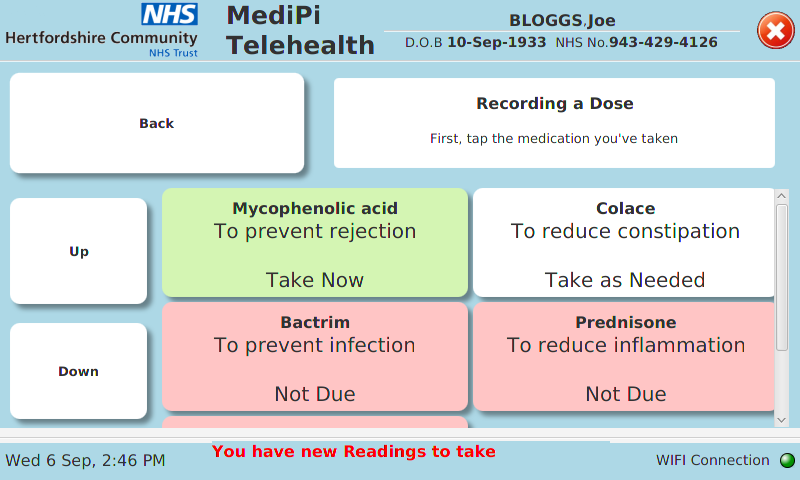 NHS
Hertfordshire Community
NHS Trust
MediPi
Telehealth
BLOGGS,Joe
D.O.B 10-Sep-1933 NHS No.943-429-4126
Back
Recording a Dose
First, tap the medication you've taken
Up
Down
Mycophenolic acid
To prevent rejection
Take Now
Colace
To reduce constipation
Take as Needed
Bactrim
To prevent infection
Not Due
Prednisone
To reduce inflammation
Not Due
You have new Readings to take
Wed 6 Sep, 2:46 PM
WIFI Connection